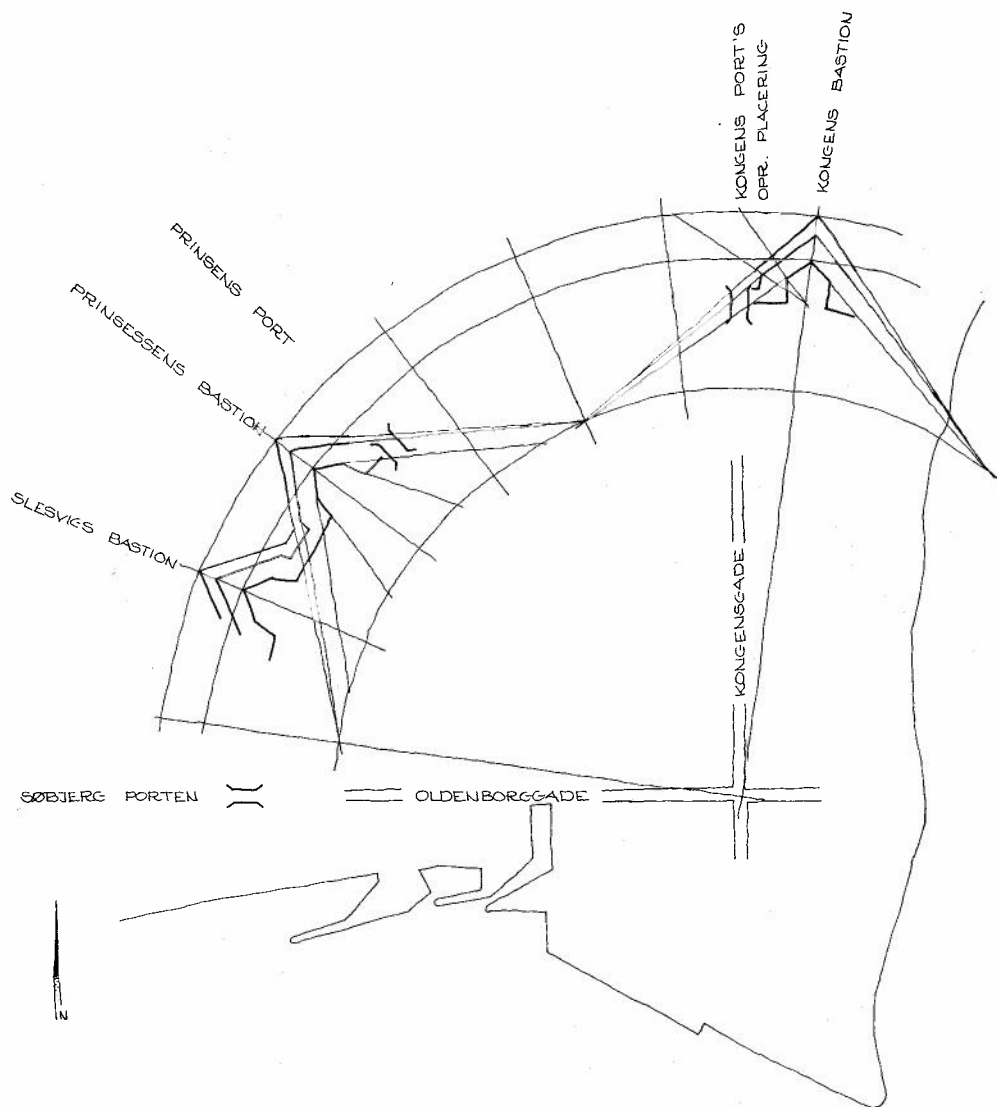 KONGENS PORT'S
OPR. PLACERING
KONGENS BASTION
PRINSENS PORT
PRINSESSENS BASTION
SLESVIGS BASTION
KONGENSGADE
SØBJERG PORTEN
OLDENBORGGADE
N